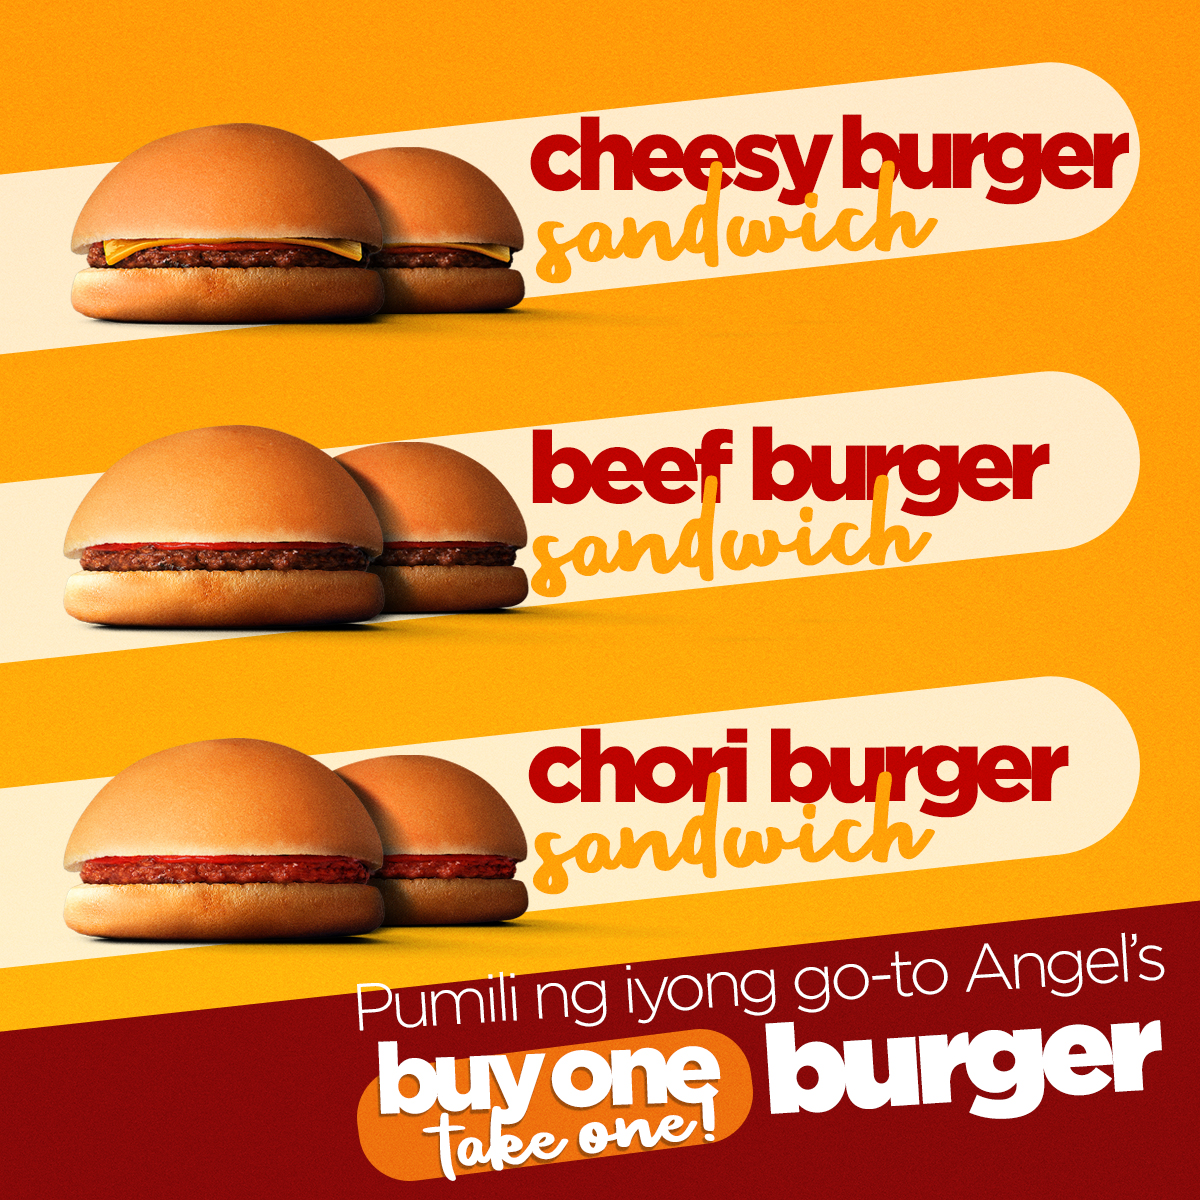 cheesy burger
sandwich
beef burger
sandwich
chori burger
sandwich
Pumili ng iyong go-to Angel's
buy one
take one!
burger